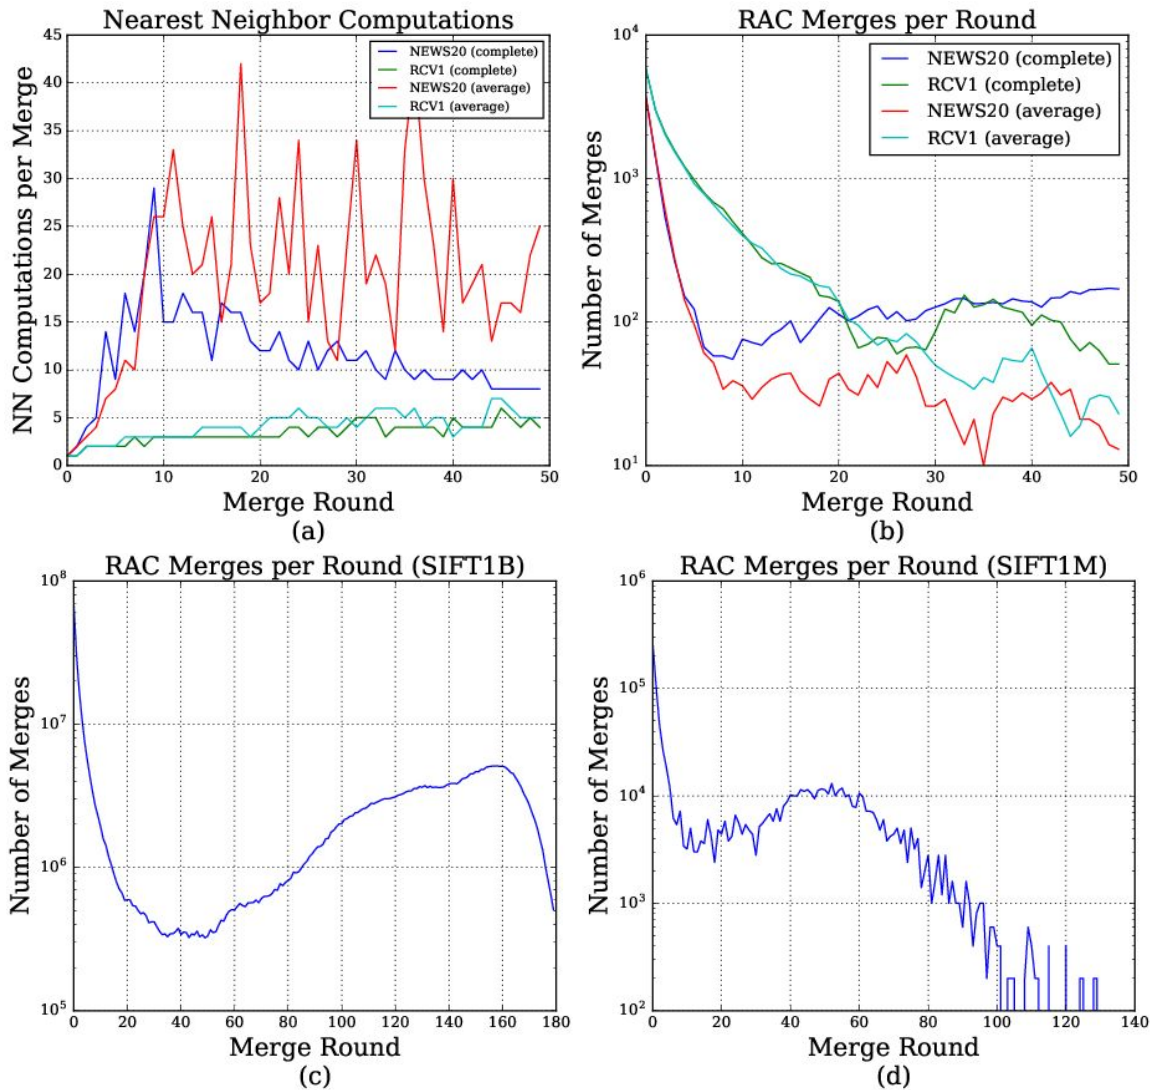 Nearest Neighbor Computations
45
40
35
30
25
20
15
10
5
0
NN Computations per Merge
NEWS20 (complete)
RCV1 (complete)
NEWS20 (average)
RCV1 (average)
0 10 20 30 40 50
Merge Round
(a)
RAC Merges per Round
10^4
10^3
10^2
10^1
Number of Merges
NEWS20 (complete)
RCV1 (complete)
NEWS20 (average)
RCV1 (average)
0 10 20 30 40 50
Merge Round
(b)
RAC Merges per Round (SIFT1B)
10^8
10^7
10^6
10^5
Number of Merges
0 20 40 60 80 100 120 140 160 180
Merge Round
(c)
RAC Merges per Round (SIFT1M)
10^6
10^5
10^4
10^3
10^2
Number of Merges
0 20 40 60 80 100 120 140
Merge Round
(d)